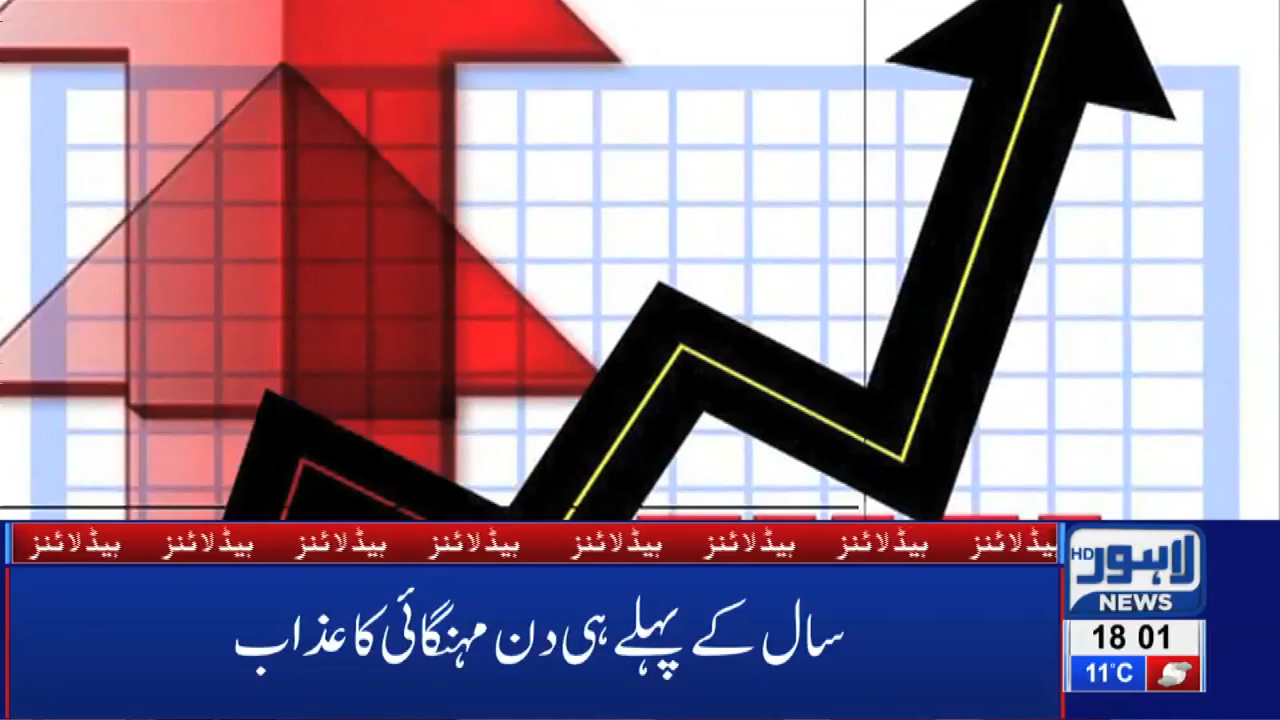 ہیڈلائنز ہیڈلائنز ہیڈلائنز ہیڈلائنز ہیڈلائنز ہیڈلائنز ہیڈلائنز ہیڈلائنز
سال کے پہلے ہی دن مہنگائی کا عذاب
لاہور HD
NEWS
18 01
11°C